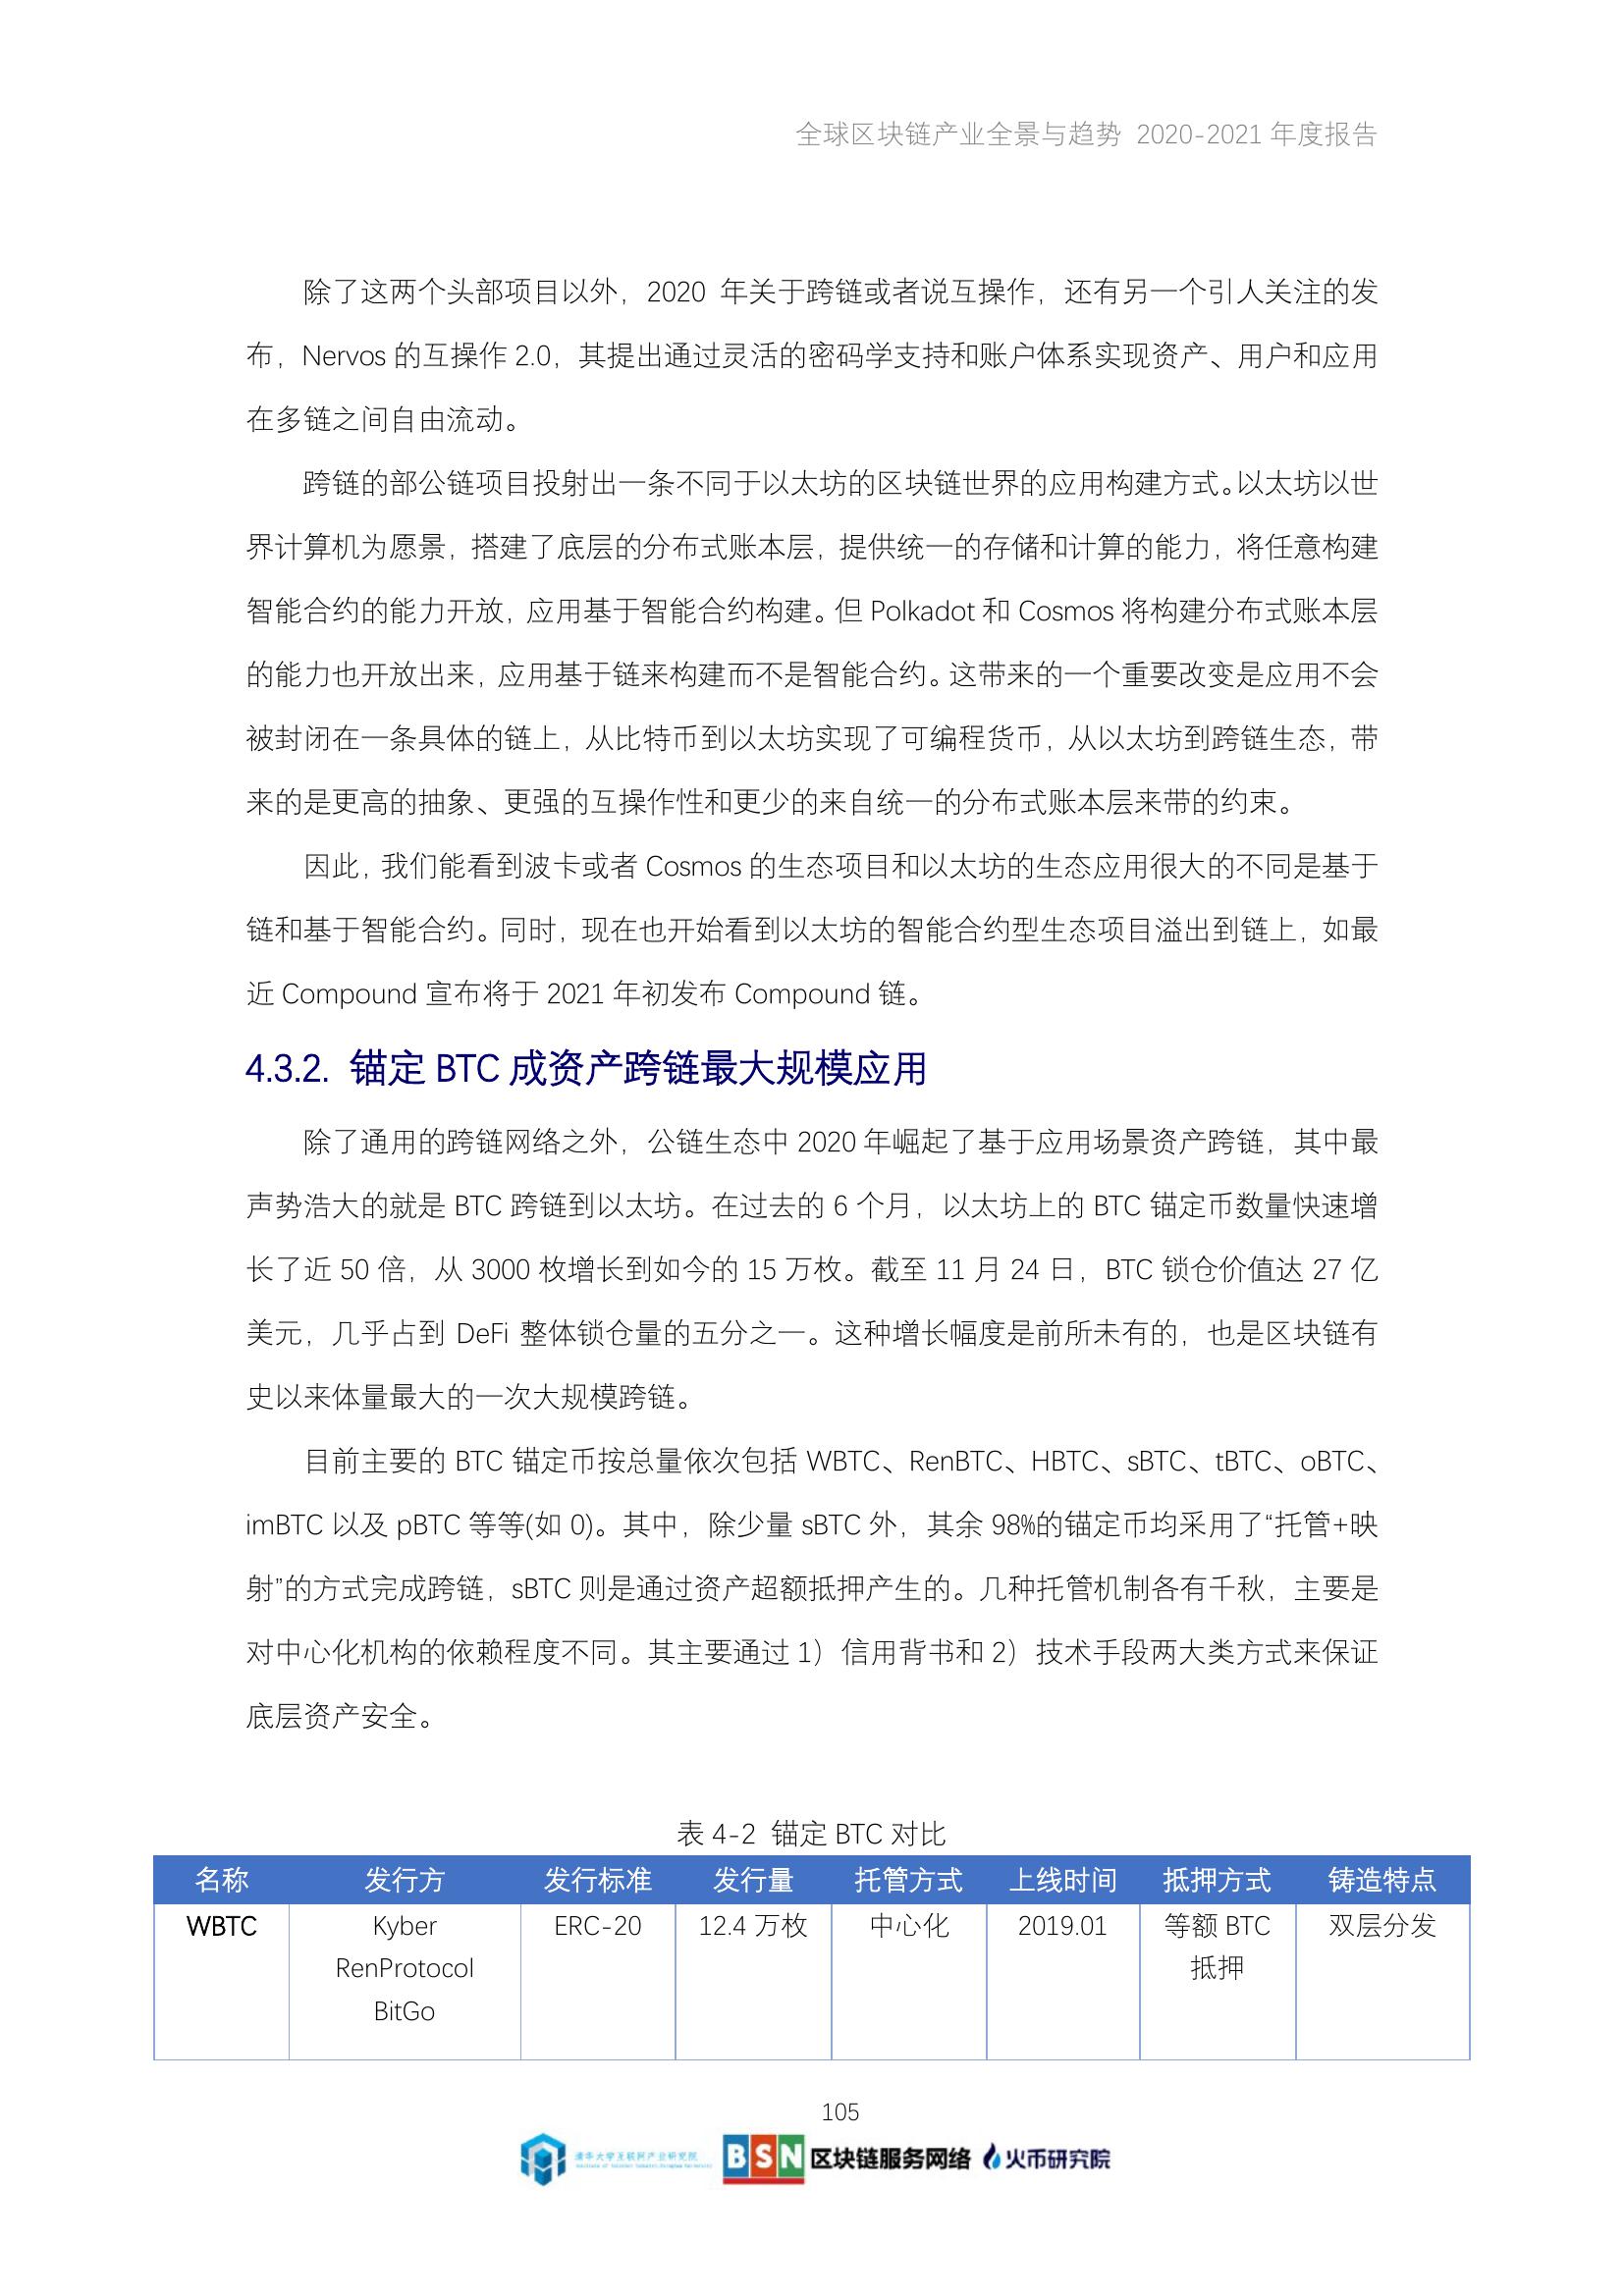 全球区块链产业全景与趋势 2020-2021 年度报告
除了这两个头部项目以外，2020 年关于跨链或者说互操作，还有另一个引人关注的发
布，Nervos 的互操作 2.0，其提出通过灵活的密码学支持和账户体系实现资产、用户和应用
在多链之间自由流动。
跨链的部公链项目投射出一条不同于以太坊的区块链世界的应用构建方式。以太坊以世
界计算机为愿景，搭建了底层的分布式账本层，提供统一的存储和计算的能力，将任意构建
智能合约的能力开放，应用基于智能合约构建。但 Polkadot 和 Cosmos 将构建分布式账本层
的能力也开放出来，应用基于链来构建而不是智能合约。这带来的一个重要改变是应用不会
被封闭在一条具体的链上，从比特币到以太坊实现了可编程货币，从以太坊到跨链生态，带
来的是更高的抽象、更强的互操作性和更少的来自统一的分布式账本层来带的约束。
因此，我们能看到波卡或者 Cosmos 的生态项目和以太坊的生态应用很大的不同是基于
链和基于智能合约。同时，现在也开始看到以太坊的智能合约型生态项目溢出到链上，如最
近 Compound 宣布将于 2021 年初发布 Compound 链。
4.3.2. 锚定 BTC 成资产跨链最大规模应用
除了通用的跨链网络之外，公链生态中 2020 年崛起了基于应用场景资产跨链，其中最
声势浩大的就是 BTC 跨链到以太坊。在过去的 6 个月，以太坊上的 BTC 锚定币数量快速增
长了近 50 倍，从 3000 枚增长到如今的 15 万枚。截至 11 月 24 日，BTC 锁仓价值达 27 亿
美元，几乎占到 DeFi 整体锁仓量的五分之一。这种增长幅度是前所未有的，也是区块链有
史以来体量最大的一次大规模跨链。
目前主要的 BTC 锚定币按总量依次包括 WBTC、RenBTC、HBTC、sBTC、tBTC、oBTC、
imBTC 以及 pBTC 等等(如 0)。其中，除少量 sBTC 外，其余 98%的锚定币均采用了“托管+映
射”的方式完成跨链，sBTC 则是通过资产超额抵押产生的。几种托管机制各有千秋，主要是
对中心化机构的依赖程度不同。其主要通过 1）信用背书和 2）技术手段两大类方式来保证
底层资产安全。
表 4-2 锚定 BTC 对比
名称 发行方 发行标准 发行量 托管方式 上线时间 抵押方式 铸造特点
WBTC Kyber ERC-20 12.4 万枚 中心化 2019.01 等额 BTC 双层分发
RenProtocol 抵押
BitGo
105
清华大学互联网产业研究院 BSN 区块链服务网络 火币研究院